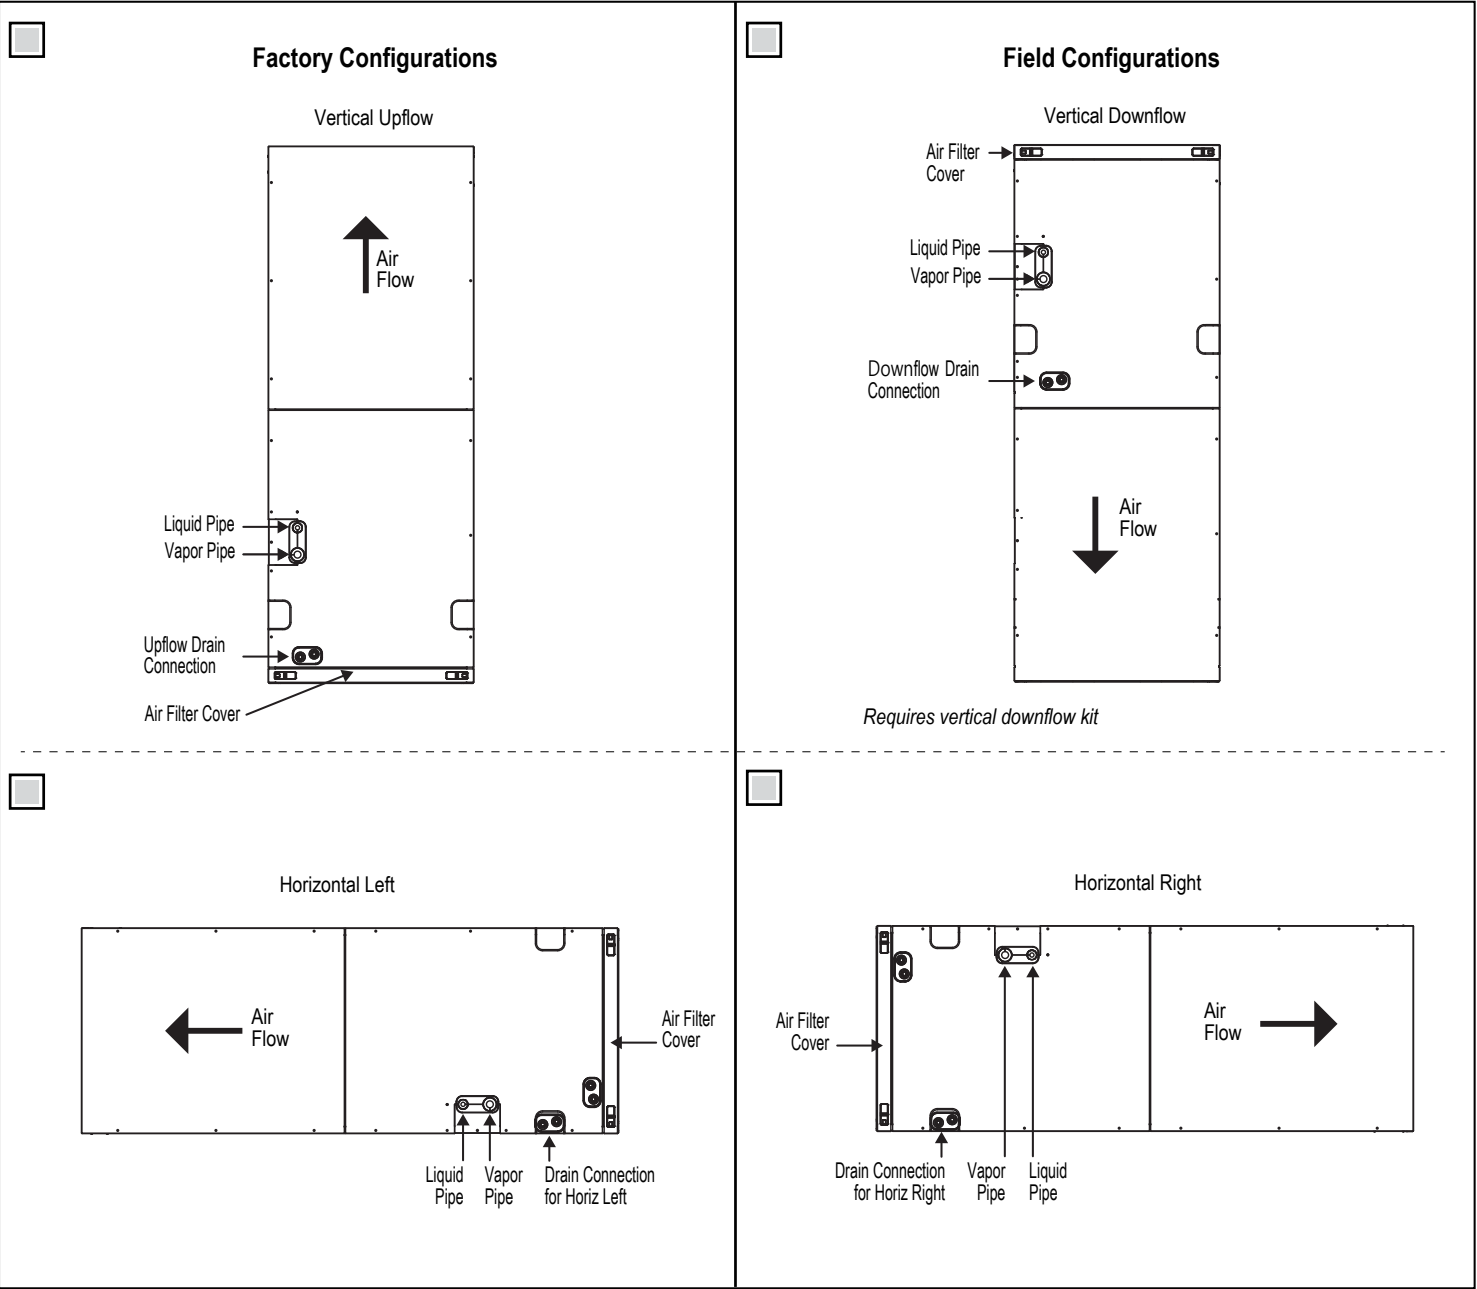 Factory Configurations
Vertical Upflow
Air
Flow
Liquid Pipe
Vapor Pipe
Upflow Drain
Connection
Air Filter Cover
Field Configurations
Vertical Downflow
Air Filter
Cover
Liquid Pipe
Vapor Pipe
Downflow Drain
Connection
Air
Flow
Requires vertical downflow kit
Horizontal Left
Air
Flow
Air Filter
Cover
Liquid
Pipe
Vapor
Pipe
Drain Connection
for Horiz Left
Horizontal Right
Air Filter
Cover
Air
Flow
Drain Connection
for Horiz Right
Vapor
Pipe
Liquid
Pipe